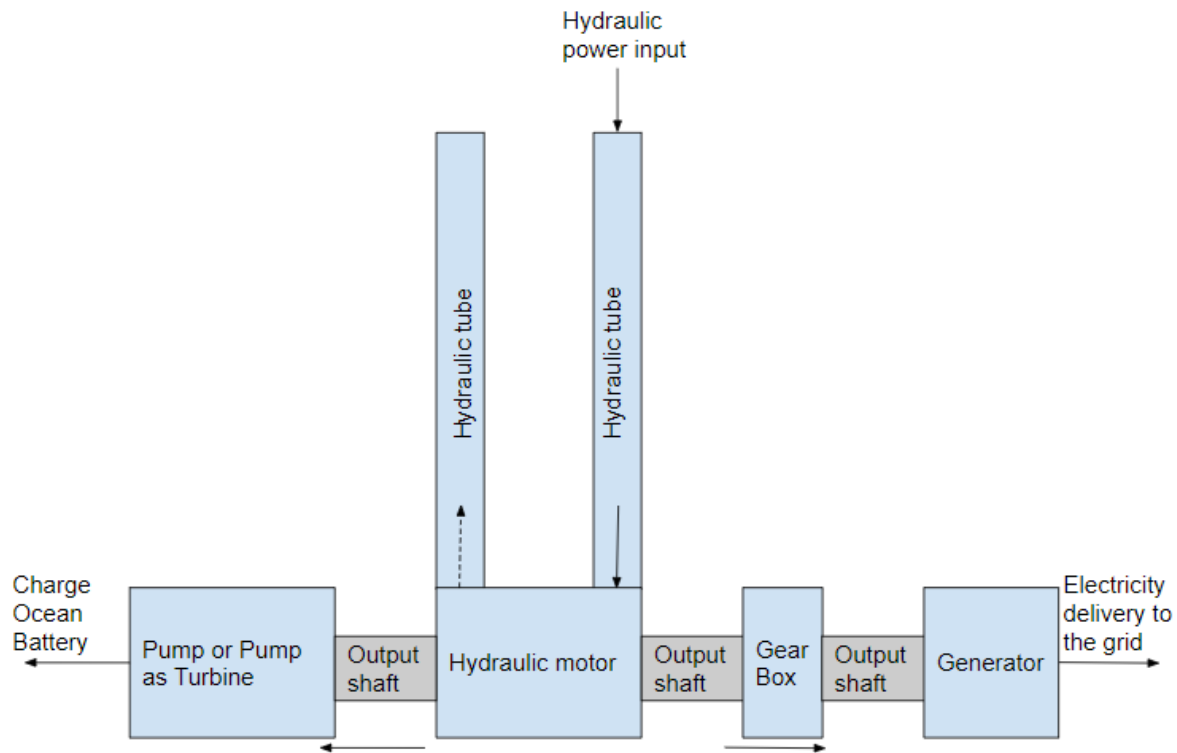 Hydraulic
power input
Hydraulic tube
Hydraulic tube
Charge
Ocean
Battery
Pump or Pump
as Turbine
Output
shaft
Hydraulic motor
Output
shaft
Gear
Box
Output
shaft
Generator
Electricity
delivery to
the grid